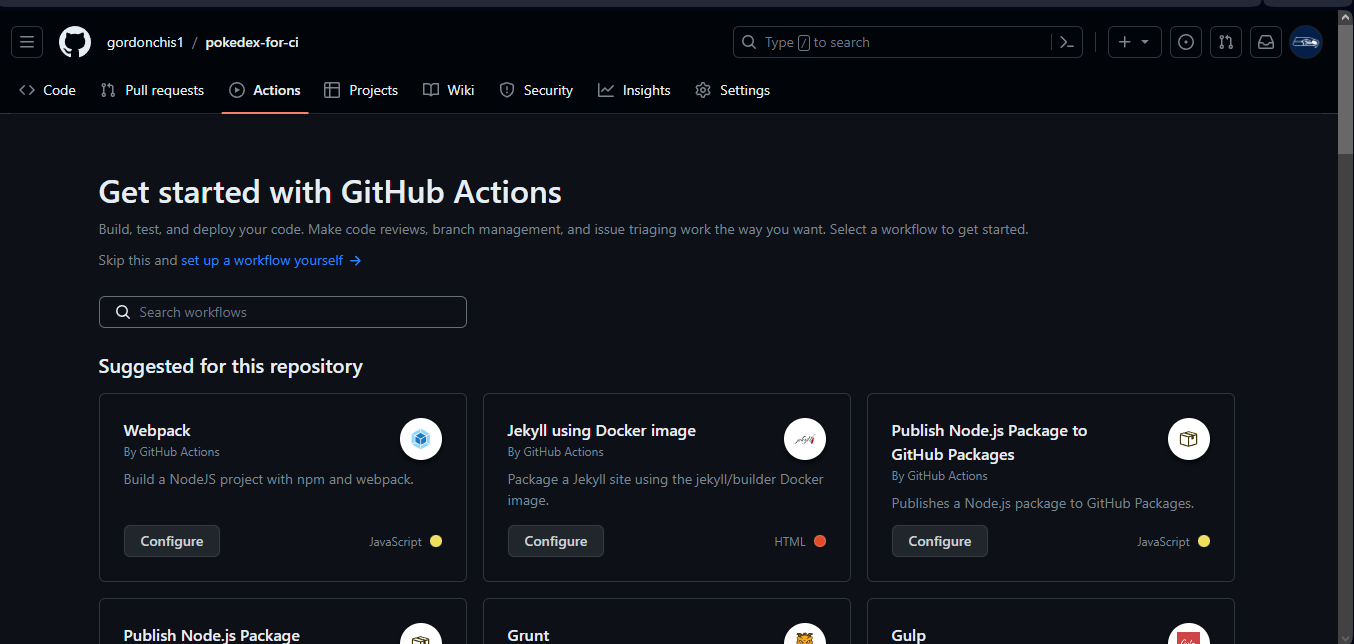 gordonchis1 / pokedex-for-ci
Type / to search
Code Pull requests Actions Projects Wiki Security Insights Settings
Get started with GitHub Actions
Build, test, and deploy your code. Make code reviews, branch management, and issue triaging work the way you want. Select a workflow to get started.
Skip this and set up a workflow yourself →
Search workflows
Suggested for this repository
Webpack
By GitHub Actions
Build a NodeJS project with npm and webpack.
Configure
JavaScript
Jekyll using Docker image
By GitHub Actions
Package a Jekyll site using the jekyll/builder Docker
image.
Configure
HTML
jekyll
Publish Node.js Package to
GitHub Packages
By GitHub Actions
Publishes a Node.js package to GitHub Packages.
Configure
JavaScript
Publish Node.js Package
Grunt
Gulp